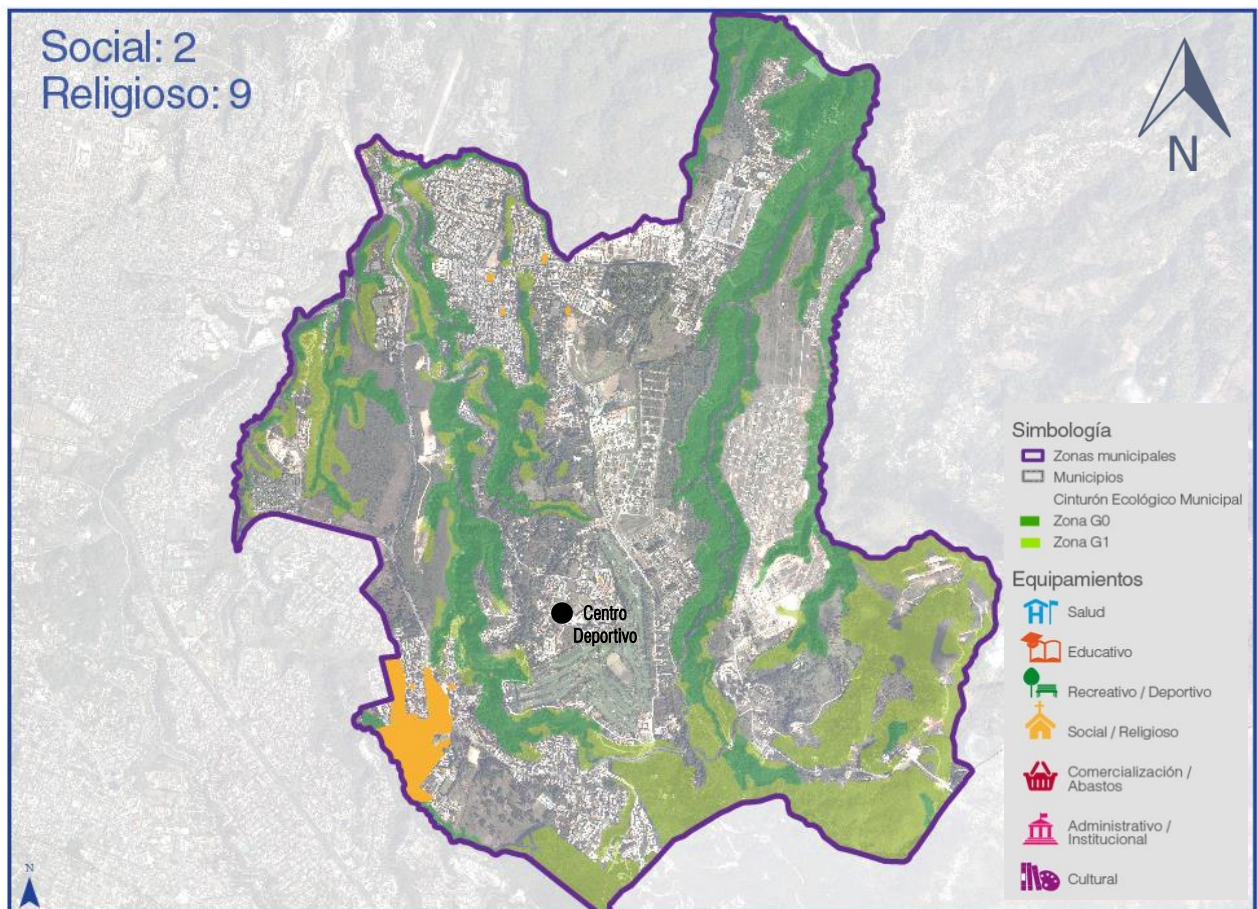 Social: 2
Religioso: 9
N
Centro
Deportivo
Simbología
Zonas municipales
Municipios
Cinturón Ecológico Municipal
Zona G0
Zona G1
Equipamientos
Salud
Educativo
Recreativo / Deportivo
Social / Religioso
Comercialización /
Abastos
Administrativo /
Institucional
Cultural
N